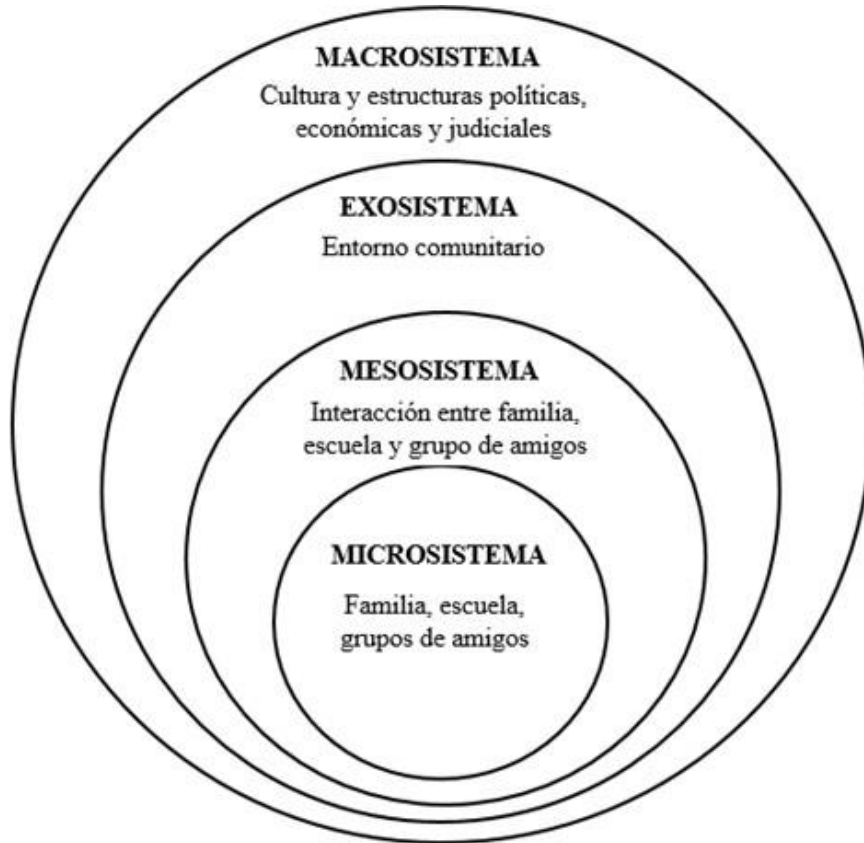 MACROSISTEMA
Cultura y estructuras políticas,
económicas y judiciales
EXOSISTEMA
Entorno comunitario
MESOSISTEMA
Interacción entre familia,
escuela y grupo de amigos
MICROSISTEMA
Familia, escuela,
grupos de amigos